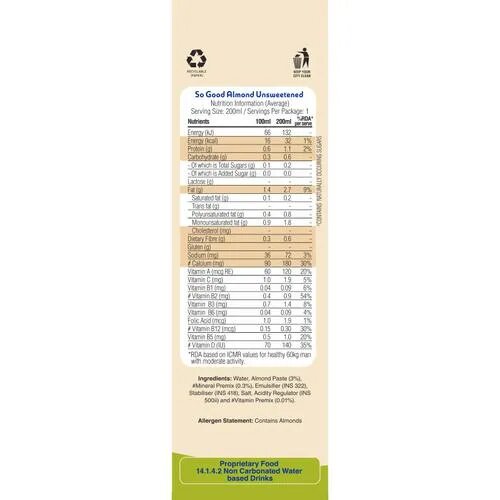 RECYCLABLE
(PAPER)
KEEP YOUR
CITY CLEAN
So Good Almond Unsweetened
Nutrition Information (Average)
Serving Size: 200ml / Servings Per Package: 1
Nutrients 100ml 200ml %RDA* per serve
Energy (kJ) 66 132 -
Energy (kcal) 16 32 1%
Protein (g) 0.6 1.1 2%
Carbohydrate (g) 0.3 0.6 -
- Of which is Total Sugars (g) 0.1 0.2 -
- Of which is Added Sugar (g) 0.0 0.0 -
Lactose (g) - - -
Fat (g) 1.4 2.7 9%
Saturated fat (g) 0.1 0.2 -
Trans fat (g) - - -
Polyunsaturated fat (g) 0.4 0.8 -
Monounsaturated fat (g) 0.9 1.8 -
Cholesterol (mg) - - -
Dietary Fibre (g) 0.3 0.6 -
Gluten (g) - - -
Sodium (mg) 36 72 3%
# Calcium (mg) 90 180 30%
Vitamin A (mcg RE) 60 120 20%
Vitamin C (mg) 1.0 1.9 5%
Vitamin B1 (mg) 0.04 0.09 6%
# Vitamin B2 (mg) 0.4 0.9 54%
Vitamin B3 (mg) 0.7 1.4 8%
Vitamin B6 (mg) 0.04 0.09 4%
Folic Acid (mcg) 1.0 1.9 1%
# Vitamin B12 (mcg) 0.15 0.30 30%
Vitamin B5 (mg) 0.5 1.0 20%
# Vitamin D (IU) 70 140 35%
*RDA based on ICMR values for healthy 60kg man
with moderate activity.
*CONTAINS NATURALLY OCCURING SUGARS
Ingredients: Water, Almond Paste (3%),
#Mineral Premix (0.3%), Emulsifier (INS 322),
Stabiliser (INS 418), Salt, Acidity Regulator (INS
500ii) and #Vitamin Premix (0.01%).
Allergen Statement: Contains Almonds
Proprietary Food
14.1.4.2 Non Carbonated Water
based Drinks